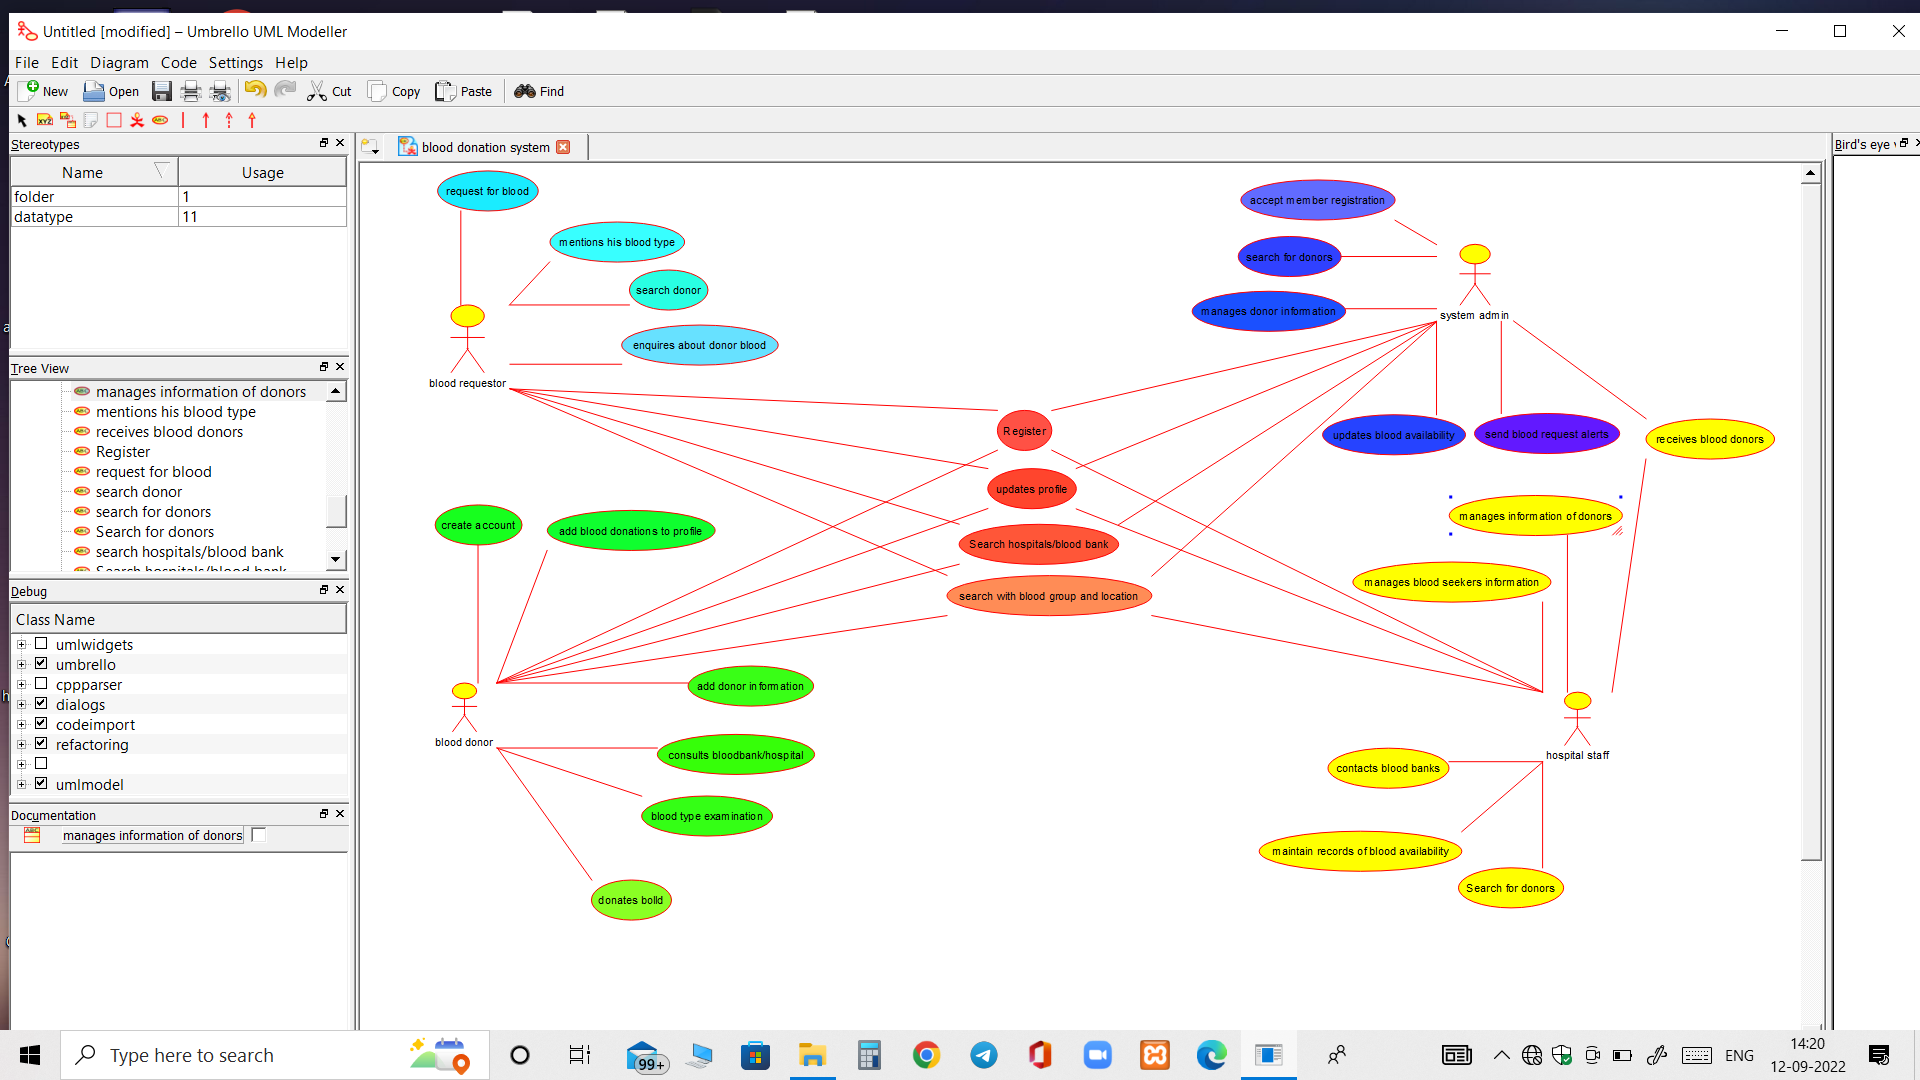 Untitled [modified] – Umbrello UML Modeller
File Edit Diagram Code Settings Help
New Open Cut Copy Paste Find
Stereotypes
Name Usage
folder 1
datatype 11
Tree View
manages information of donors
mentions his blood type
receives blood donors
Register
request for blood
search donor
search for donors
Search for donors
search hospitals/blood bank
Search hospitals/blood bank
Debug
Class Name
umlwidgets
umbrello
cppparser
dialogs
codeimport
refactoring
umlmodel
Documentation
manages information of donors
blood donation system
Bird's eye
request for blood
mentions his blood type
search donor
enquires about donor blood
blood requestor
accept member registration
search for donors
manages donor information
system admin
Register
updates profile
Search hospitals/blood bank
search with blood group and location
updates blood availability
send blood request alerts
receives blood donors
manages information of donors
manages blood seekers information
create account
add blood donations to profile
add donor information
blood donor
consults bloodbank/hospital
blood type examination
donates bolld
hospital staff
contacts blood banks
maintain records of blood availability
Search for donors
Type here to search
99+
ENG
14:20
12-09-2022